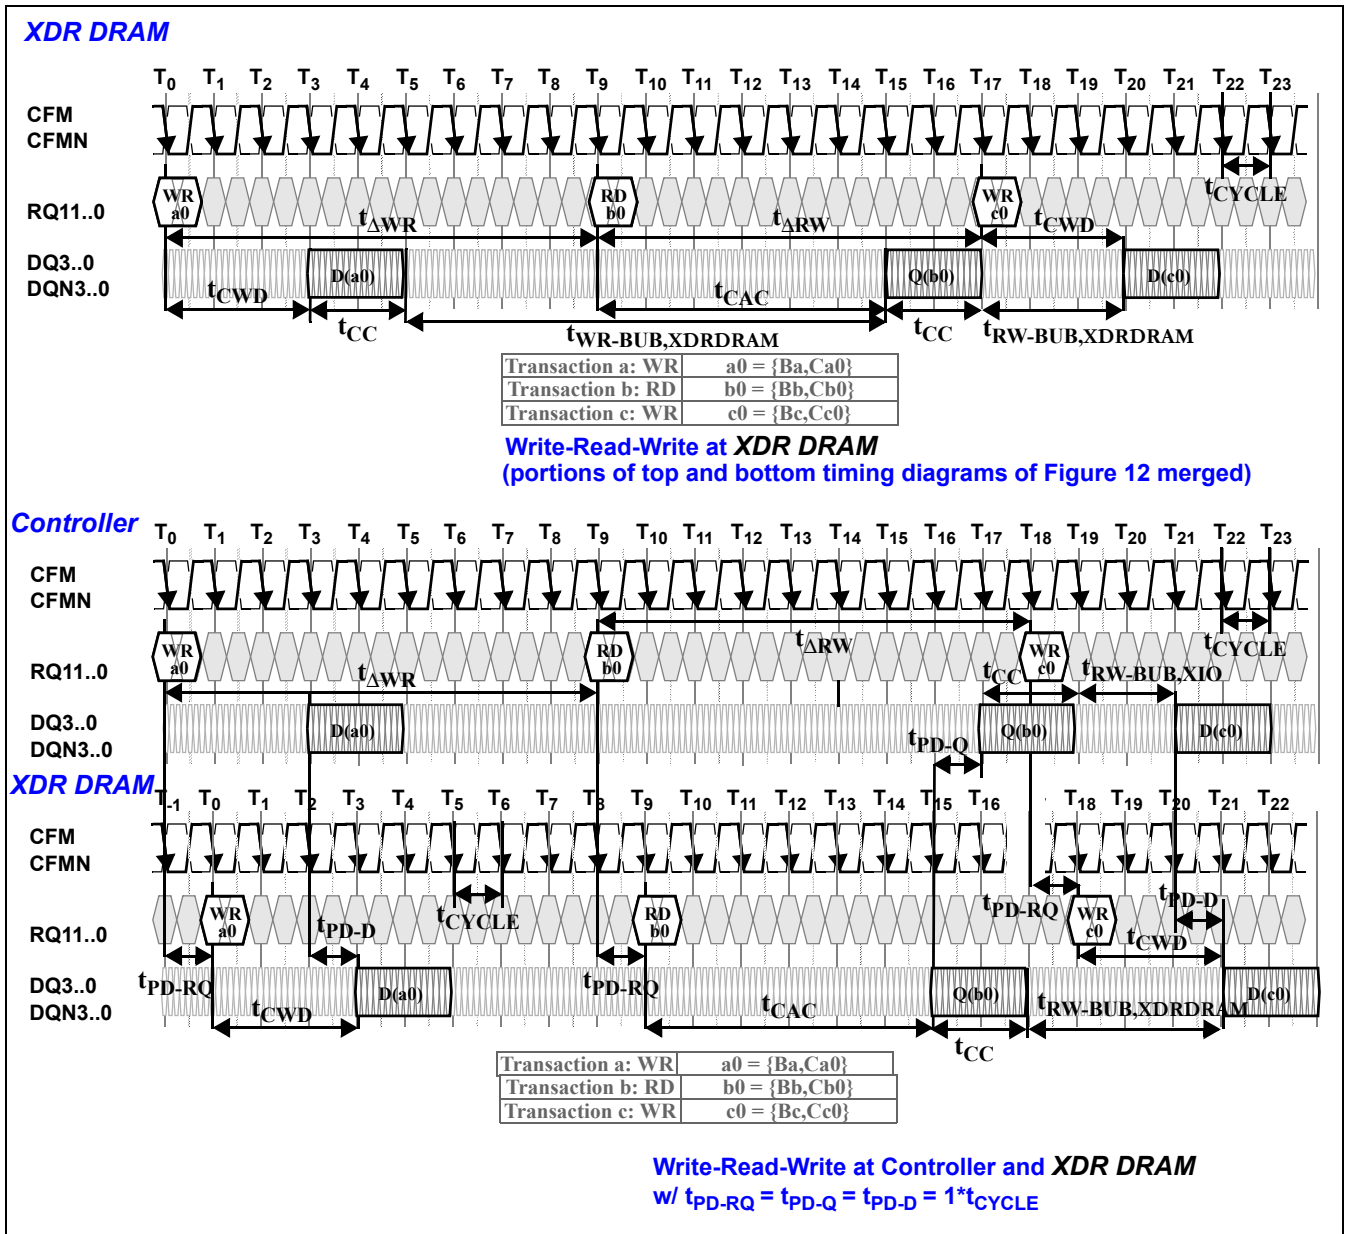 XDR DRAM
T0 T1 T2 T3 T4 T5 T6 T7 T8 T9 T10 T11 T12 T13 T14 T15 T16 T17 T18 T19 T20 T21 T22 T23
CFM
CFMN
WR a0 RD b0 WR c0 tCYCLE
RQ11..0 tΔWR tΔRW tCWD
DQ3..0
DQN3..0
D(a0) Q(b0) D(c0)
tCWD tCAC
tCC tWR-BUB,XDRDRAM tCC tRW-BUB,XDRDRAM
Transaction a: WR a0 = {Ba,Ca0}
Transaction b: RD b0 = {Bb,Cb0}
Transaction c: WR c0 = {Bc,Cc0}
Write-Read-Write at XDR DRAM
(portions of top and bottom timing diagrams of Figure 12 merged)
Controller
T0 T1 T2 T3 T4 T5 T6 T7 T8 T9 T10 T11 T12 T13 T14 T15 T16 T17 T18 T19 T20 T21 T22 T23
CFM
CFMN
WR a0 RD b0 tΔRW WR c0 tCYCLE
RQ11..0 tΔWR tCC tRW-BUB,XIO
DQ3..0
DQN3..0
D(a0) tPD-Q Q(b0) D(c0)
XDR DRAM
T-1 T0 T1 T2 T3 T4 T5 T6 T7 T8 T9 T10 T11 T12 T13 T14 T15 T16 T18 T19 T20 T21 T22
CFM
CFMN
WR a0 tPD-D tCYCLE RD b0 tPD-RQ WR c0 tPD-D
RQ11..0 tCWD
tPD-RQ tPD-RQ
DQ3..0
DQN3..0
D(a0) Q(b0) D(c0)
tCWD tCAC tRW-BUB,XDRDRAM
tCC
Transaction a: WR a0 = {Ba,Ca0}
Transaction b: RD b0 = {Bb,Cb0}
Transaction c: WR c0 = {Bc,Cc0}
Write-Read-Write at Controller and XDR DRAM
w/ tPD-RQ = tPD-Q = tPD-D = 1*tCYCLE